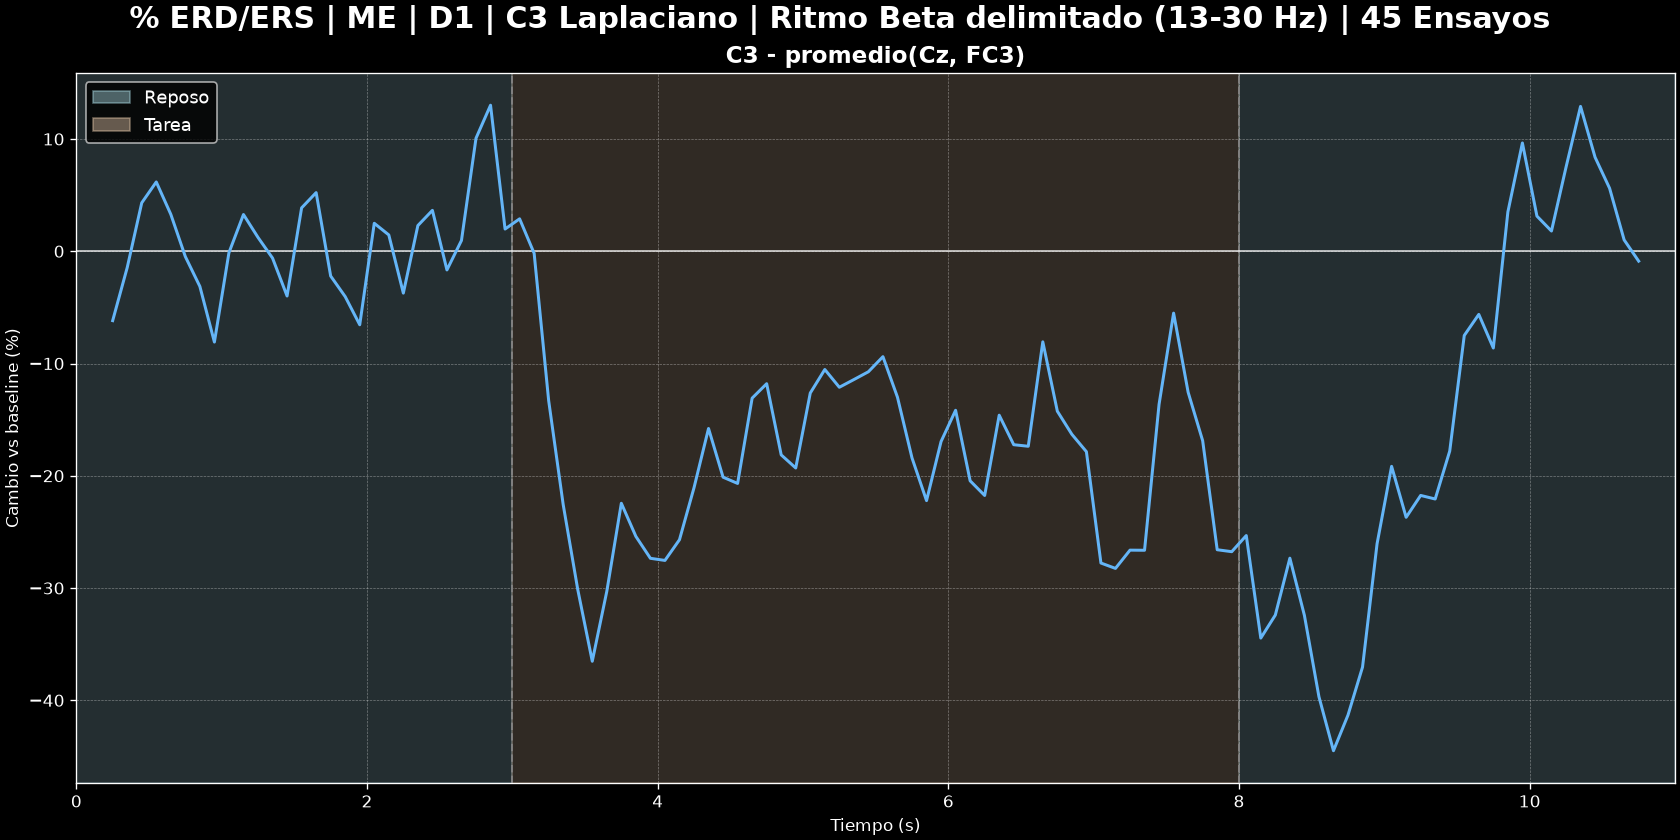 % ERD/ERS | ME | D1 | C3 Laplaciano | Ritmo Beta delimitado (13-30 Hz) | 45 Ensayos
C3 - promedio(Cz, FC3)
Reposo
Tarea
Cambio vs baseline (%)
10
0
−10
−20
−30
−40
0
2
4
6
8
10
Tiempo (s)